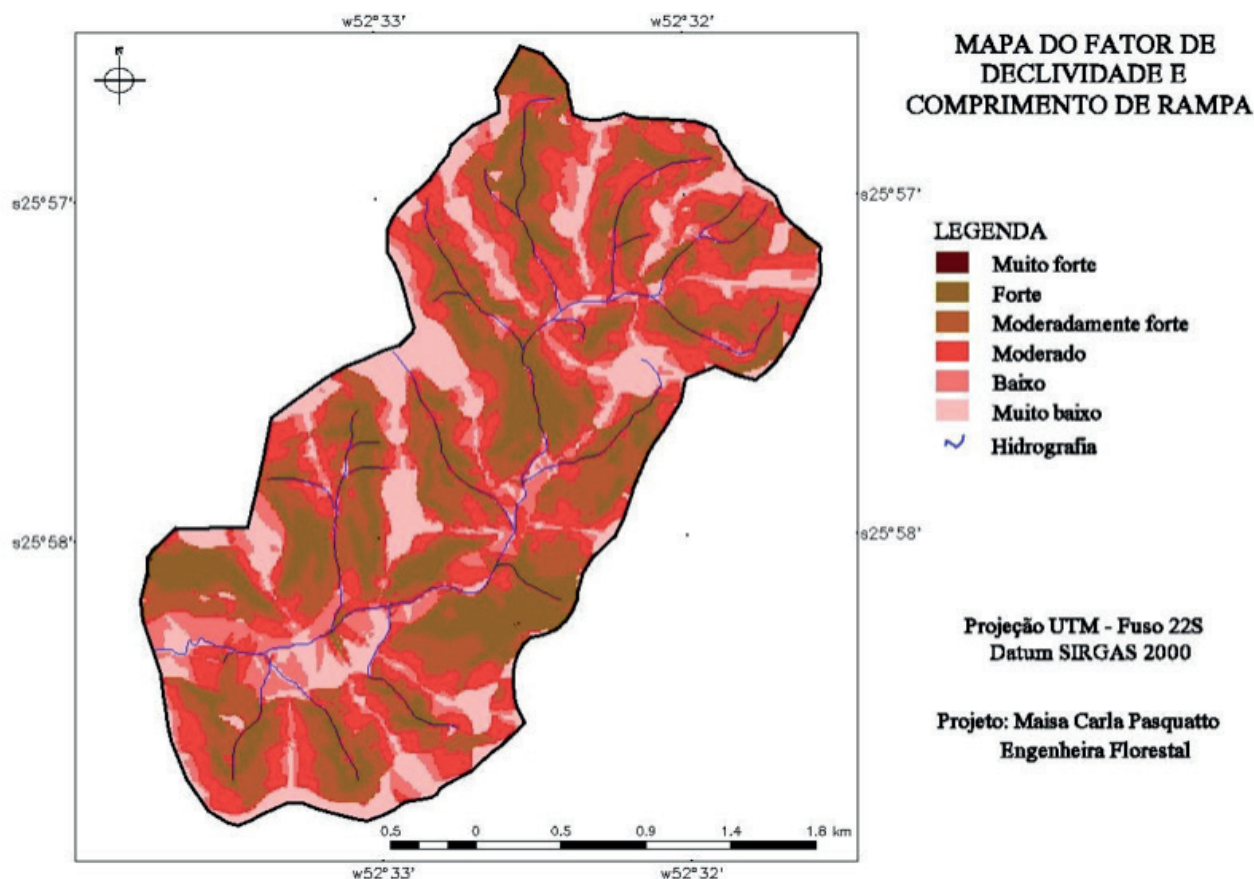 w52°33' w52°32'
N
MAPA DO FATOR DE
DECLIVIDADE E
COMPRIMENTO DE RAMPA
s25°57' s25°57'
LEGENDA
Muito forte
Forte
Moderadamente forte
Moderado
Baixo
Muito baixo
Hidrografia
s25°58' s25°58'
Projeção UTM - Fuso 22S
Datum SIRGAS 2000
Projeto: Maisa Carla Pasquatto
Engenheira Florestal
0.5 0 0.5 0.9 1.4 1.8 km
w52°33' w52°32'